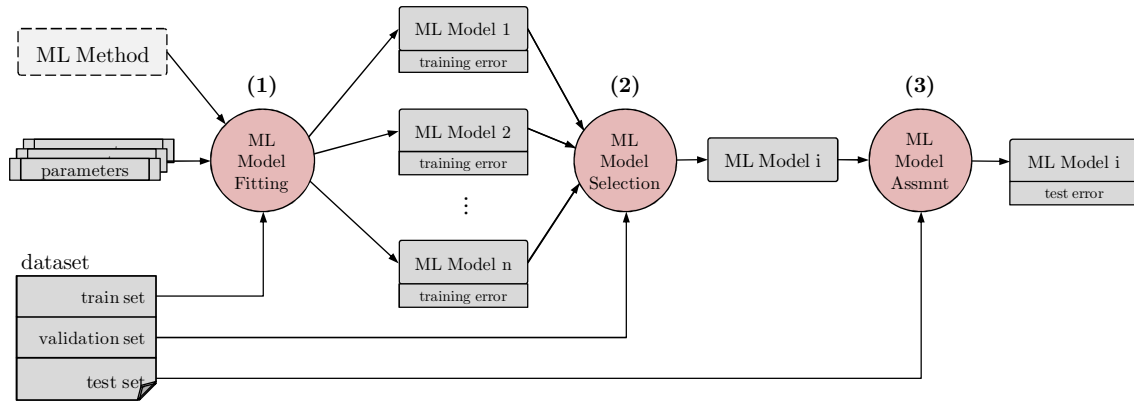 ML Method
parameters
(1)
ML
Model
Fitting
dataset
train set
validation set
test set
ML Model 1
training error
ML Model 2
training error
⋮
ML Model n
training error
(2)
ML
Model
Selection
ML Model i
(3)
ML
Model
Assmnt
ML Model i
test error